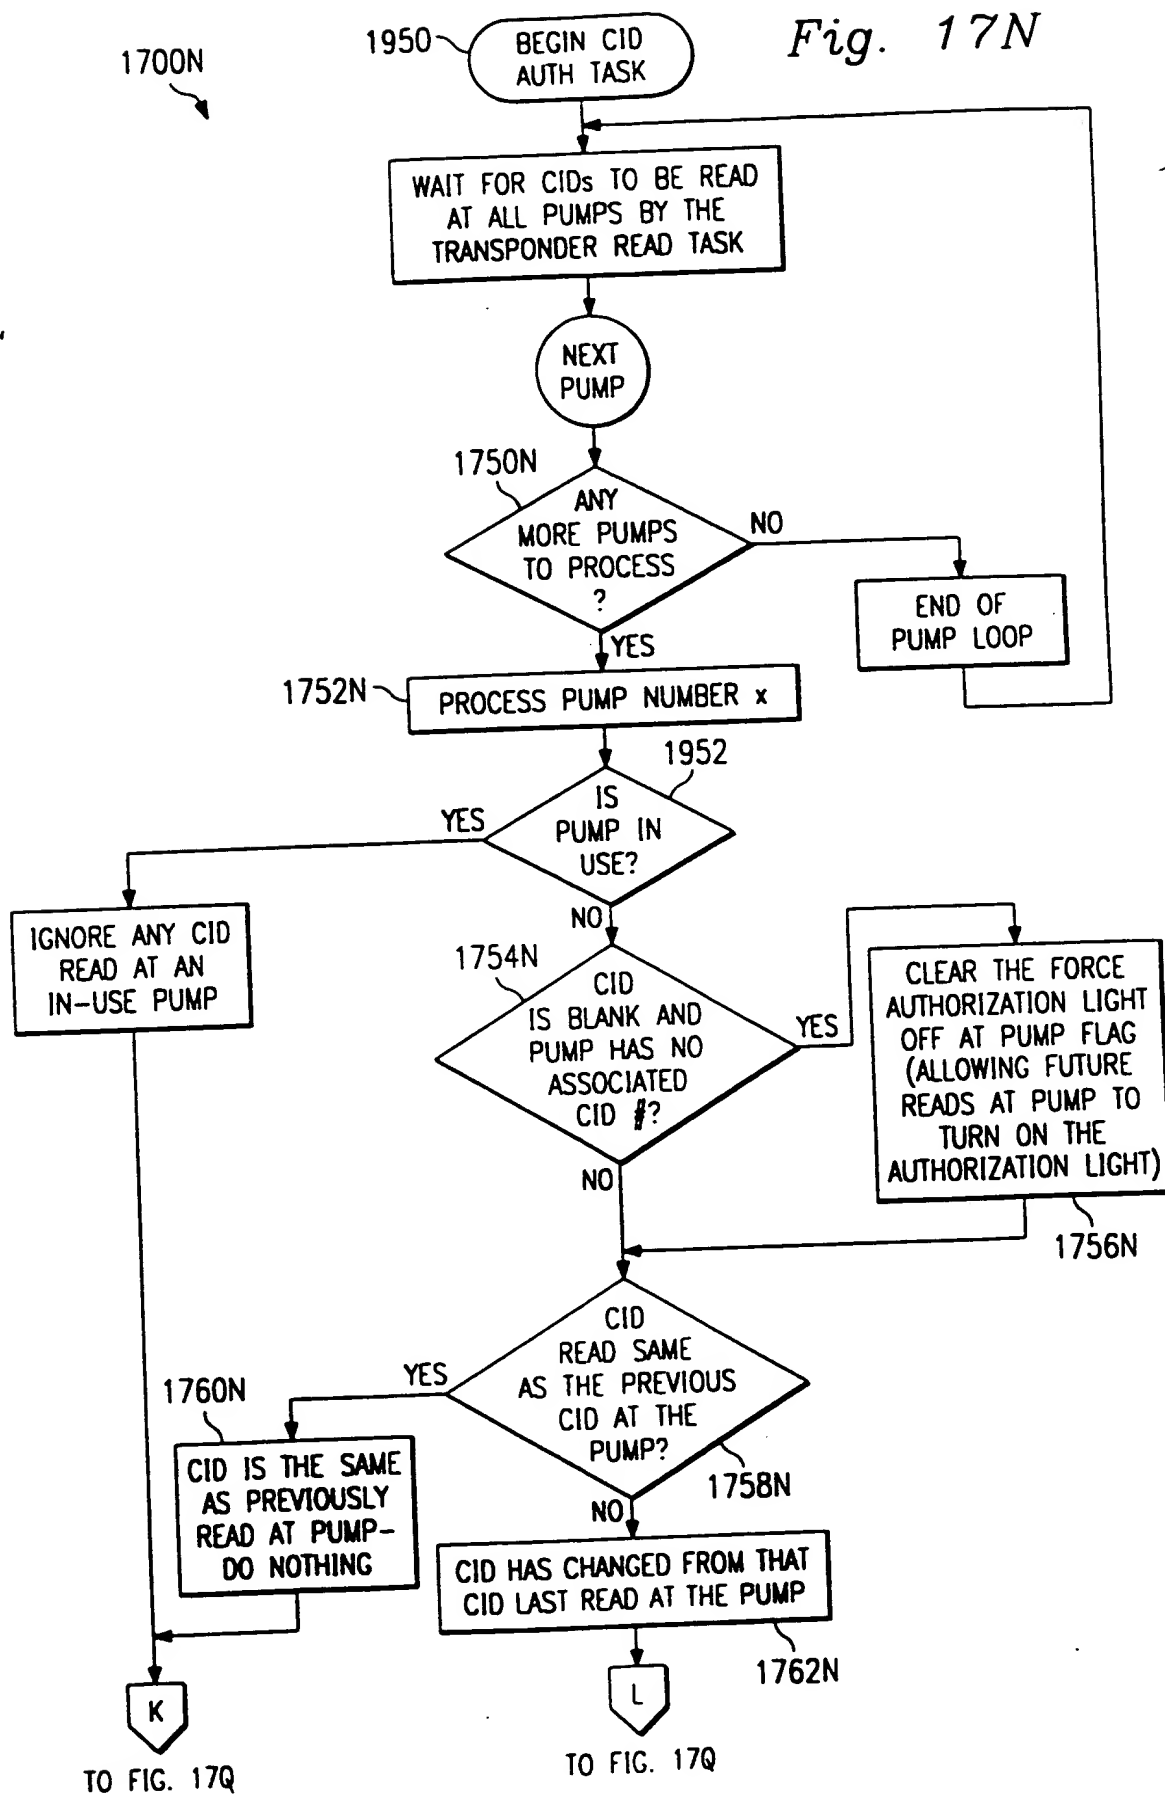 Fig. 17N
1700N
1950
BEGIN CID
AUTH TASK
WAIT FOR CIDs TO BE READ
AT ALL PUMPS BY THE
TRANSPONDER READ TASK
NEXT
PUMP
1750N
ANY
MORE PUMPS
TO PROCESS
?
NO
END OF
PUMP LOOP
YES
1752N
PROCESS PUMP NUMBER x
1952
IS
PUMP IN
USE?
YES
IGNORE ANY CID
READ AT AN
IN-USE PUMP
NO
1754N
CID
IS BLANK AND
PUMP HAS NO
ASSOCIATED
CID #?
YES
CLEAR THE FORCE
AUTHORIZATION LIGHT
OFF AT PUMP FLAG
(ALLOWING FUTURE
READS AT PUMP TO
TURN ON THE
AUTHORIZATION LIGHT)
1756N
NO
CID
READ SAME
AS THE PREVIOUS
CID AT THE
PUMP?
1758N
YES
1760N
CID IS THE SAME
AS PREVIOUSLY
READ AT PUMP-
DO NOTHING
NO
CID HAS CHANGED FROM THAT
CID LAST READ AT THE PUMP
1762N
K
TO FIG. 17Q
L
TO FIG. 17Q